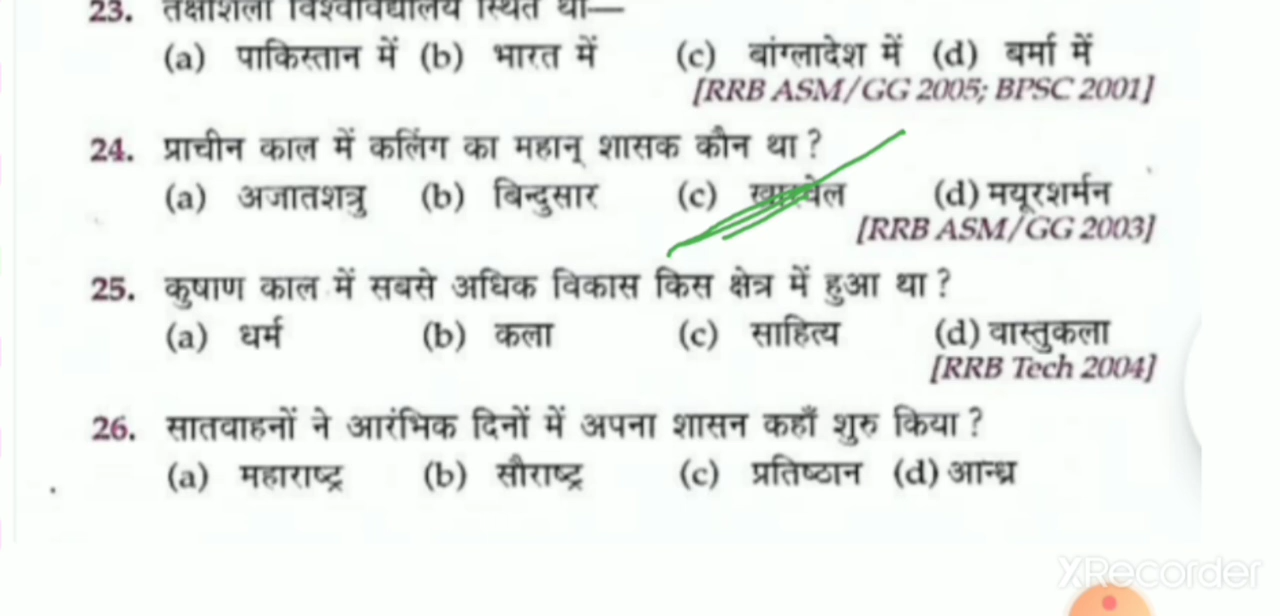 23. तक्षशिला विश्वविद्यालय स्थित था—
(a) पाकिस्तान में (b) भारत में (c) बांग्लादेश में (d) बर्मा में
[RRB ASM/GG 2005; BPSC 2001]
24. प्राचीन काल में कलिंग का महान् शासक कौन था ?
(a) अजातशत्रु (b) बिन्दुसार (c) खारवेल (d) मयूरशर्मन
[RRB ASM/GG 2003]
25. कुषाण काल में सबसे अधिक विकास किस क्षेत्र में हुआ था ?
(a) धर्म (b) कला (c) साहित्य (d) वास्तुकला
[RRB Tech 2004]
26. सातवाहनों ने आरंभिक दिनों में अपना शासन कहाँ शुरु किया ?
(a) महाराष्ट्र (b) सौराष्ट्र (c) प्रतिष्ठान (d) आन्ध्र
XRecorder